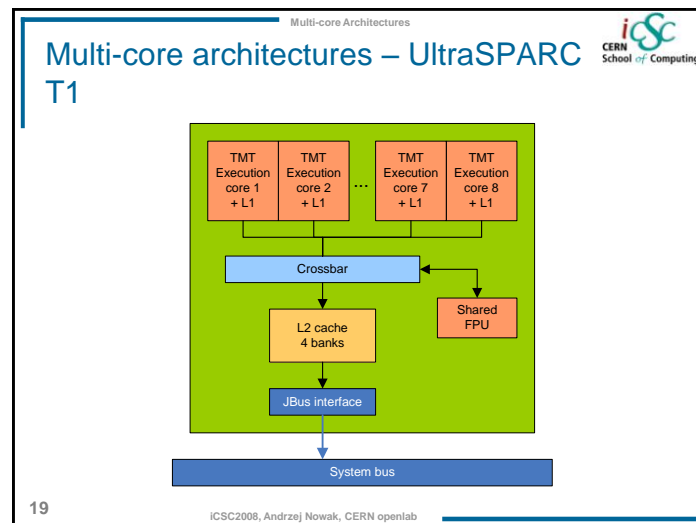 Multi-core Architectures
iCSC
CERN
School of Computing
Multi-core architectures – UltraSPARC
T1
TMT
Execution
core 1
+ L1
TMT
Execution
core 2
+ L1
...
TMT
Execution
core 7
+ L1
TMT
Execution
core 8
+ L1
Crossbar
Shared
FPU
L2 cache
4 banks
JBus interface
System bus
19
iCSC2008, Andrzej Nowak, CERN openlab